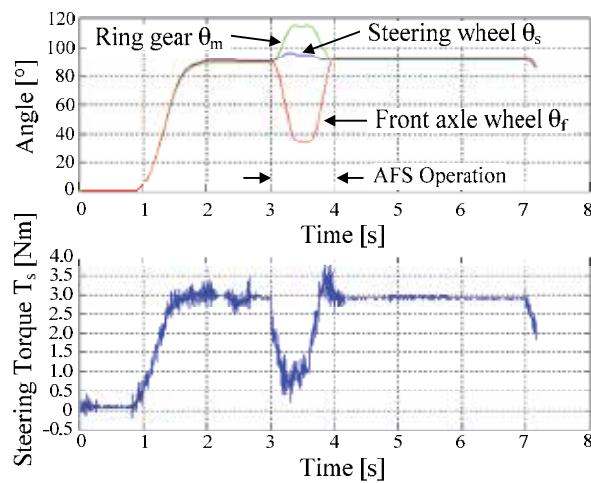 Angle [°]
120
100
80
60
40
20
0
Ring gear θm
Steering wheel θs
Front axle wheel θf
AFS Operation
0 1 2 3 4 5 6 7 8
Time [s]
Steering Torque Ts [Nm]
4.0
3.5
3.0
2.5
2.0
1.5
1.0
0.5
0
-0.5
0 1 2 3 4 5 6 7 8
Time [s]